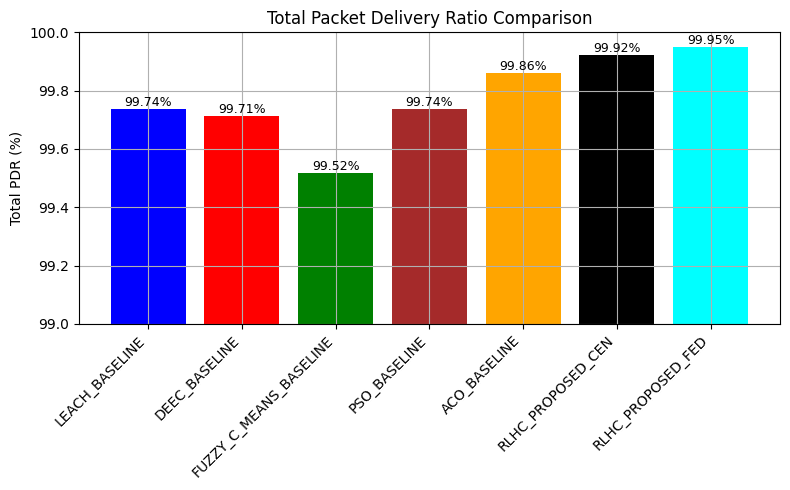 Total Packet Delivery Ratio Comparison
Total PDR (%)
100.0
99.8
99.6
99.4
99.2
99.0
99.74%
99.71%
99.52%
99.74%
99.86%
99.92%
99.95%
LEACH_BASELINE
DEEC_BASELINE
FUZZY_C_MEANS_BASELINE
PSO_BASELINE
ACO_BASELINE
RLHC_PROPOSED_CEN
RLHC_PROPOSED_FED